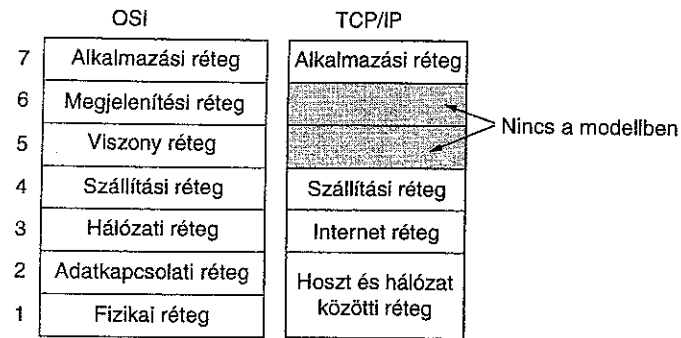 OSI TCP/IP
7 Alkalmazási réteg Alkalmazási réteg
6 Megjelenítési réteg
5 Viszony réteg
Nincs a modellben
4 Szállítási réteg Szállítási réteg
3 Hálózati réteg Internet réteg
2 Adatkapcsolati réteg
Hoszt és hálózat
közötti réteg
1 Fizikai réteg